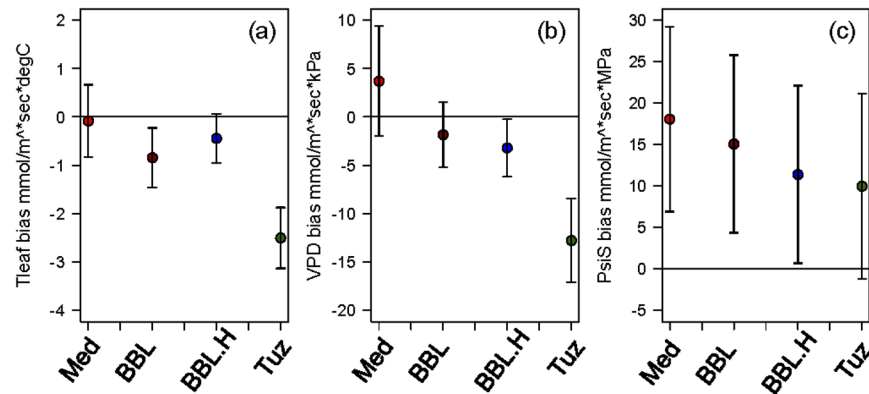 (a)
Tleaf bias mmol/m^*sec*degC
2
1
0
-1
-2
-3
-4
Med
BBL
BBL.H
Tuz
(b)
VPD bias mmol/m^*sec*kPa
10
5
0
-5
-10
-15
-20
Med
BBL
BBL.H
Tuz
(c)
PsiS bias mmol/m^*sec*MPa
30
25
20
15
10
5
0
-5
Med
BBL
BBL.H
Tuz